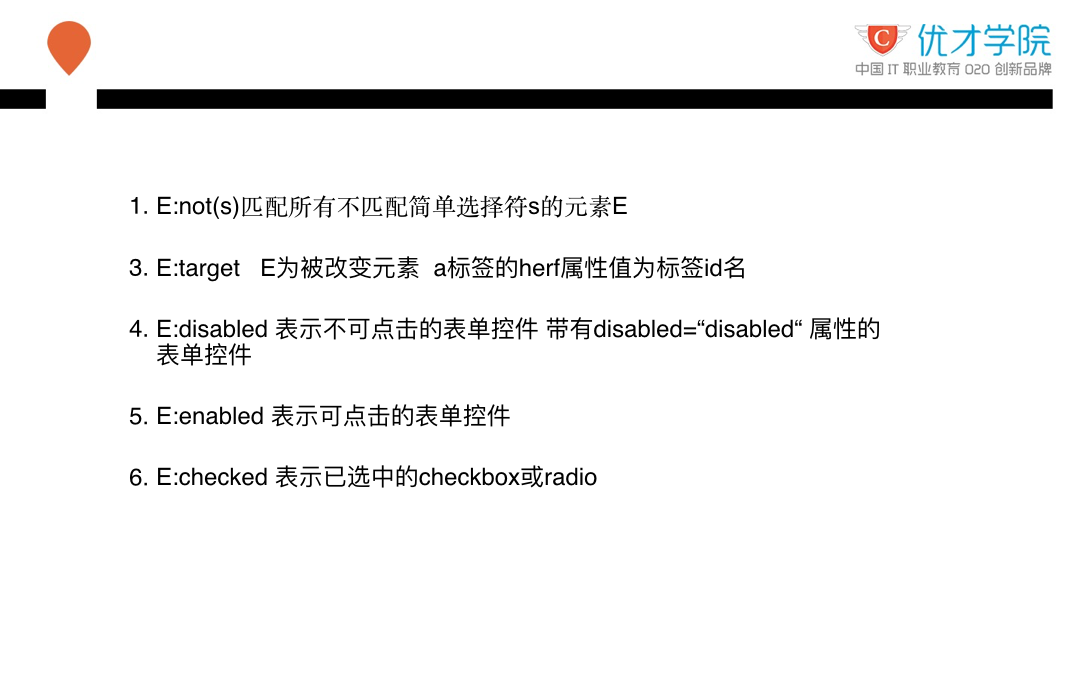 优才学院
中国 IT 职业教育 O2O 创新品牌
1. E:not(s)匹配所有不匹配简单选择符s的元素E
3. E:target   E为被改变元素  a标签的herf属性值为标签id名
4. E:disabled 表示不可点击的表单控件 带有disabled=“disabled“ 属性的
表单控件
5. E:enabled 表示可点击的表单控件
6. E:checked 表示已选中的checkbox或radio